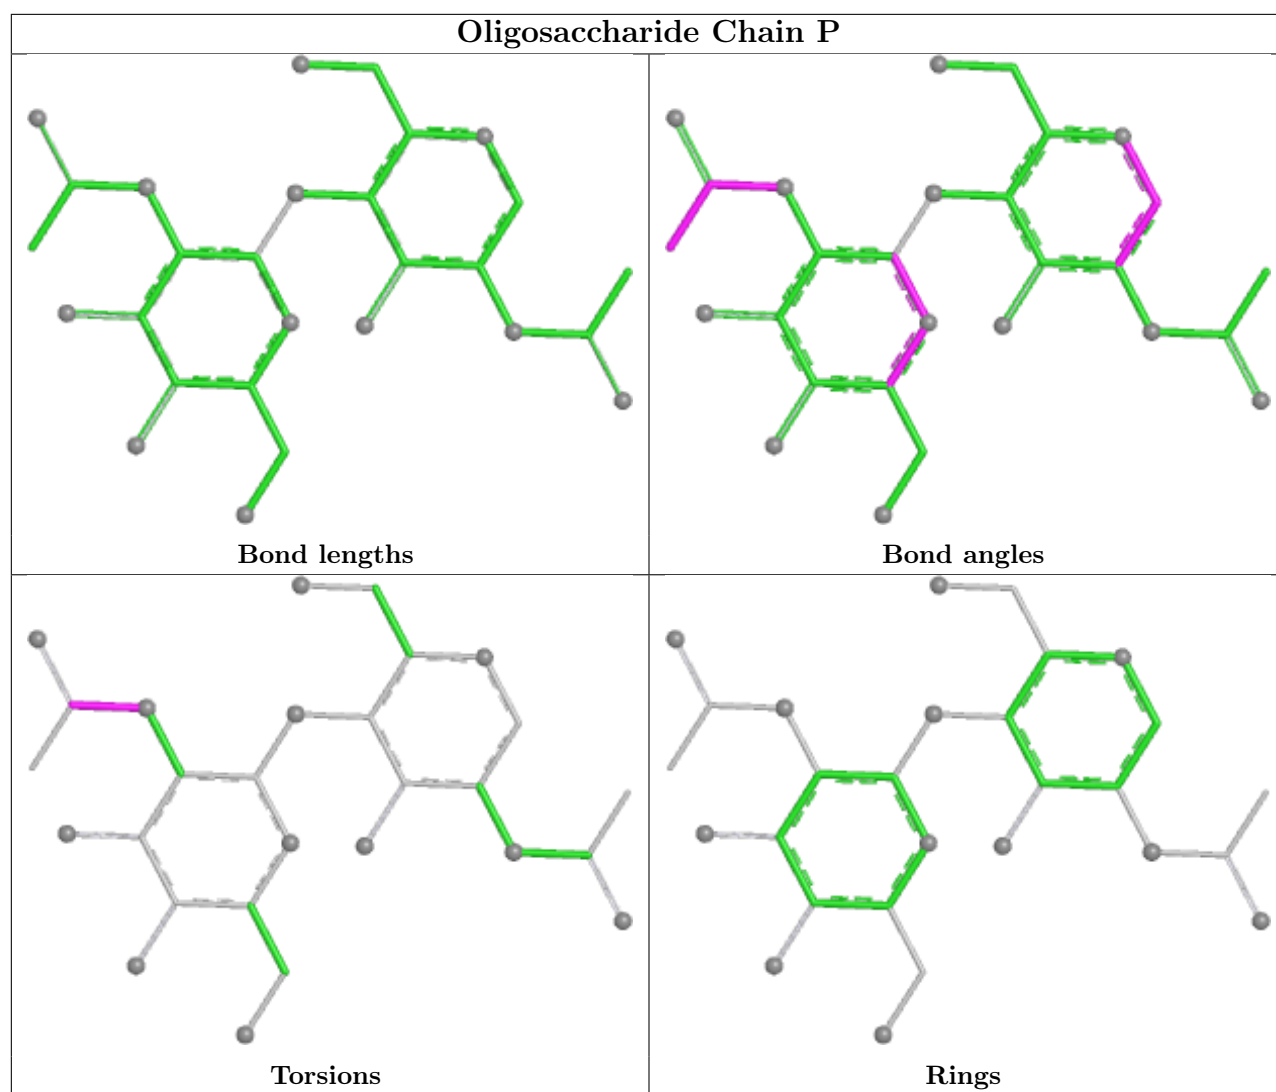 Oligosaccharide Chain P
Bond lengths
Bond angles
Torsions
Rings